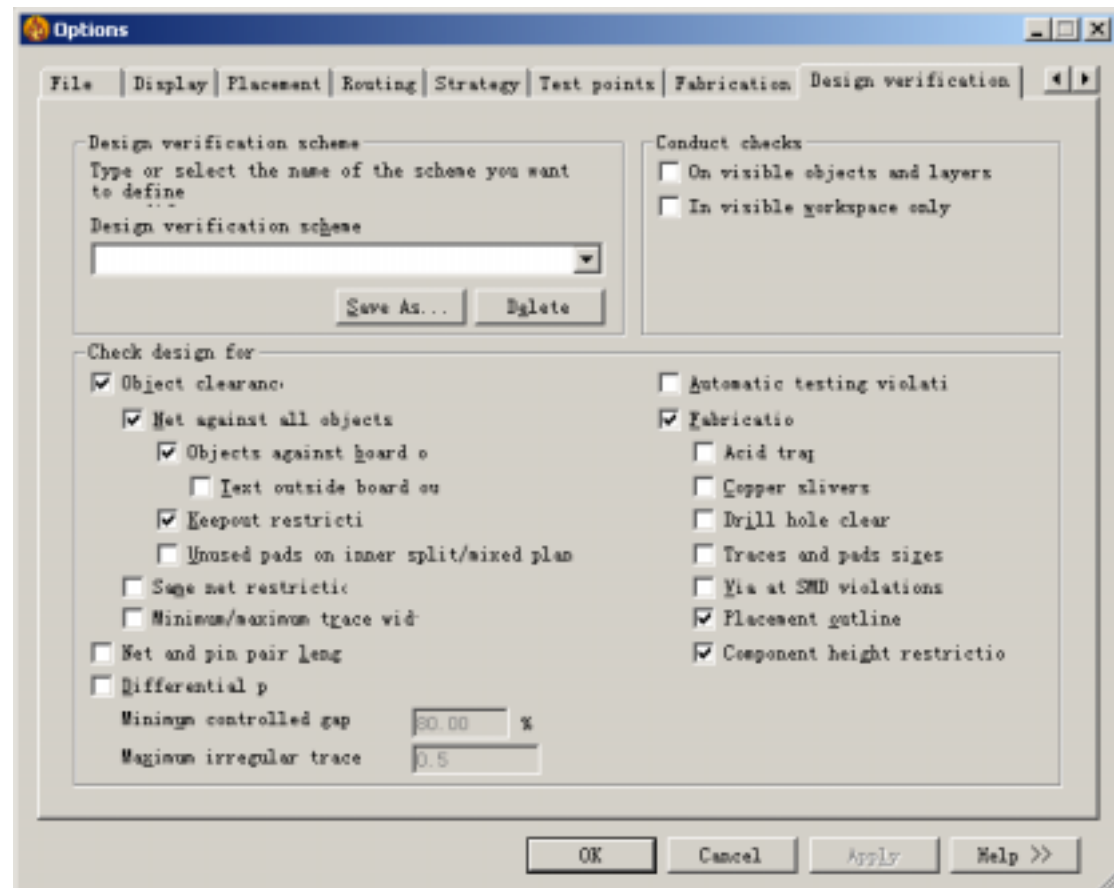 Options
File Display Placement Routing Strategy Test points Fabrication Design verification
Design verification scheme
Type or select the name of the scheme you want
to define
Design verification scheme
Save As... Delete
Conduct checks
On visible objects and layers
In visible workspace only
Check design for
Object clearanc
Net against all objects
Objects against board o
Text outside board ou
Keepout restricti
Unused pads on inner split/mixed plan
Same net restrictic
Minimum/maximum trace wid
Net and pin pair Leng
Differential p
Minimum controlled gap 80.00 %
Maximum irregular trace 0.5
Automatic testing violati
Fabricatio
Acid trap
Copper slivers
Drill hole clear
Traces and pads sizes
Via at SMD violations
Placement outline
Component height restrictio
OK Cancel Apply Help >>